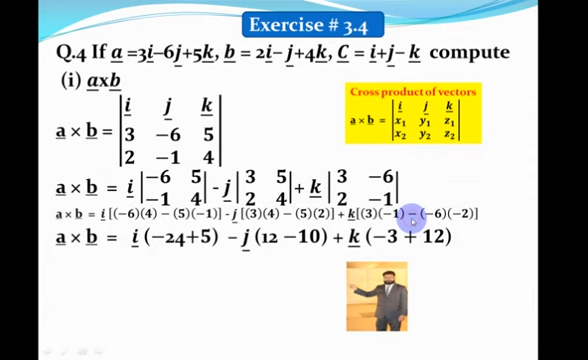 Exercise # 3.4
Q.4 If a =3i−6j+5k, b = 2i−j+4k, C = i+j−k compute
(i) axb
Cross product of vectors
a × b = | i j k |
| x₁ y₁ z₁ |
| x₂ y₂ z₂ |
a × b = | i j k |
| 3 −6 5 |
| 2 −1 4 |
a × b = i |−6 5| - j |3 5| + k |3 −6|
|−1 4| |2 4| |2 −1|
a × b = i [(−6)(4) − (5)(−1)] - j [(3)(4) − (5)(2)] + k[(3)(−1) − (−6)(−2)]
a × b = i (−24+5) − j (12 −10) + k (−3 + 12)